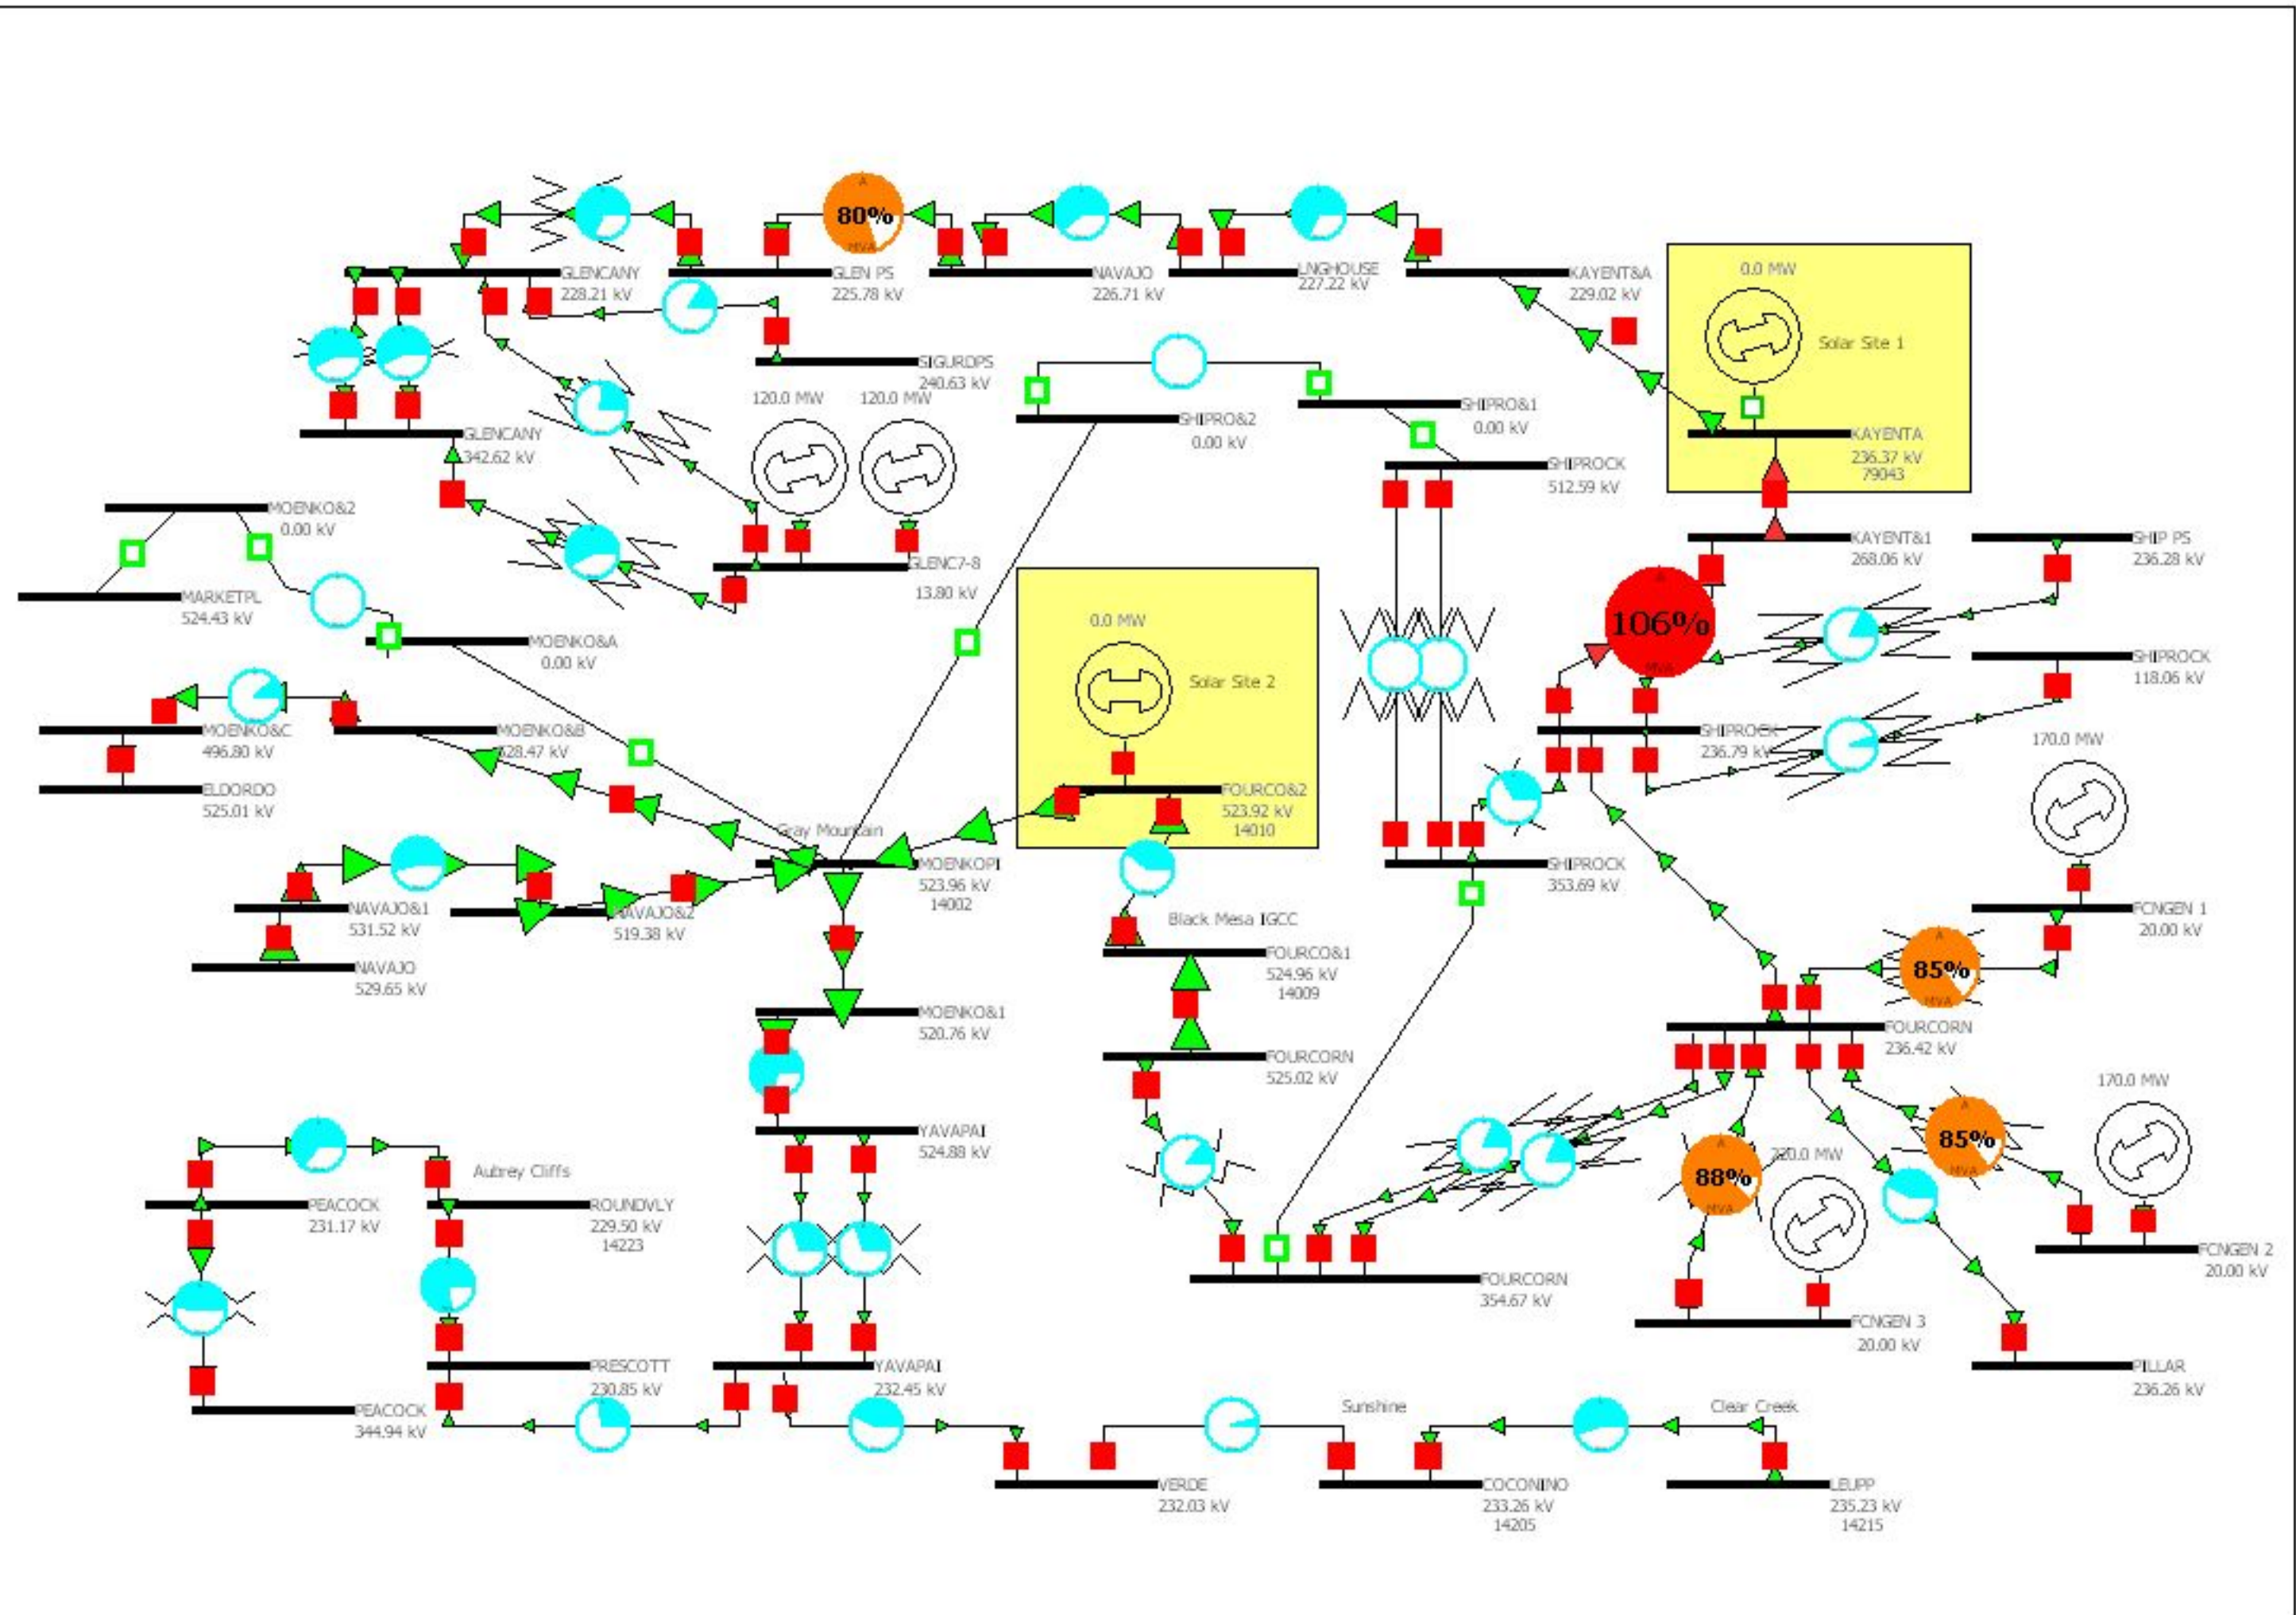 80%
GLENCANY
228.21 kV
GLEN PS
225.78 kV
NAVAJO
226.71 kV
LNGHOUSE
227.22 kV
KAYENT&A
229.02 kV
0.0 MW
Solar Site 1
SIGURDPS
240.63 kV
120.0 MW
120.0 MW
SHIPRO&2
0.00 kV
SHIPRO&1
0.00 kV
KAYENTA
236.37 kV
79043
GLENCANY
342.62 kV
SHIPROCK
512.59 kV
MOENKO&2
0.00 kV
KAYENT&1
268.06 kV
SHIP PS
236.28 kV
GLENC7-8
13.80 kV
MARKETPL
524.43 kV
0.0 MW
106%
MVA
MOENKO&A
0.00 kV
Solar Site 2
SHIPROCK
118.06 kV
MOENKO&C
496.80 kV
MOENKO&B
528.47 kV
SHIPROCK
236.79 kV
170.0 MW
ELDORDO
525.01 kV
FOURCO&2
523.92 kV
14010
Gray Mountain
MOENKOPI
523.96 kV
14002
SHIPROCK
353.69 kV
NAVAJO&1
531.52 kV
NAVAJO&2
519.38 kV
Black Mesa IGCC
FCNGEN 1
20.00 kV
NAVAJO
529.65 kV
FOURCO&1
524.96 kV
14009
85%
MVA
MOENKO&1
520.76 kV
FOURCORN
236.42 kV
FOURCORN
525.02 kV
170.0 MW
YAVAPAI
524.88 kV
85%
MVA
88%
MVA
220.0 MW
Aubrey Cliffs
PEACOCK
231.17 kV
ROUNDVLY
229.50 kV
14223
FCNGEN 2
20.00 kV
FOURCORN
354.67 kV
FCNGEN 3
20.00 kV
PRESCOTT
230.85 kV
YAVAPAI
232.45 kV
PILLAR
236.26 kV
PEACOCK
344.94 kV
Sunshine
Clear Creek
VERDE
232.03 kV
COCONINO
233.26 kV
14205
LEUPP
235.23 kV
14215